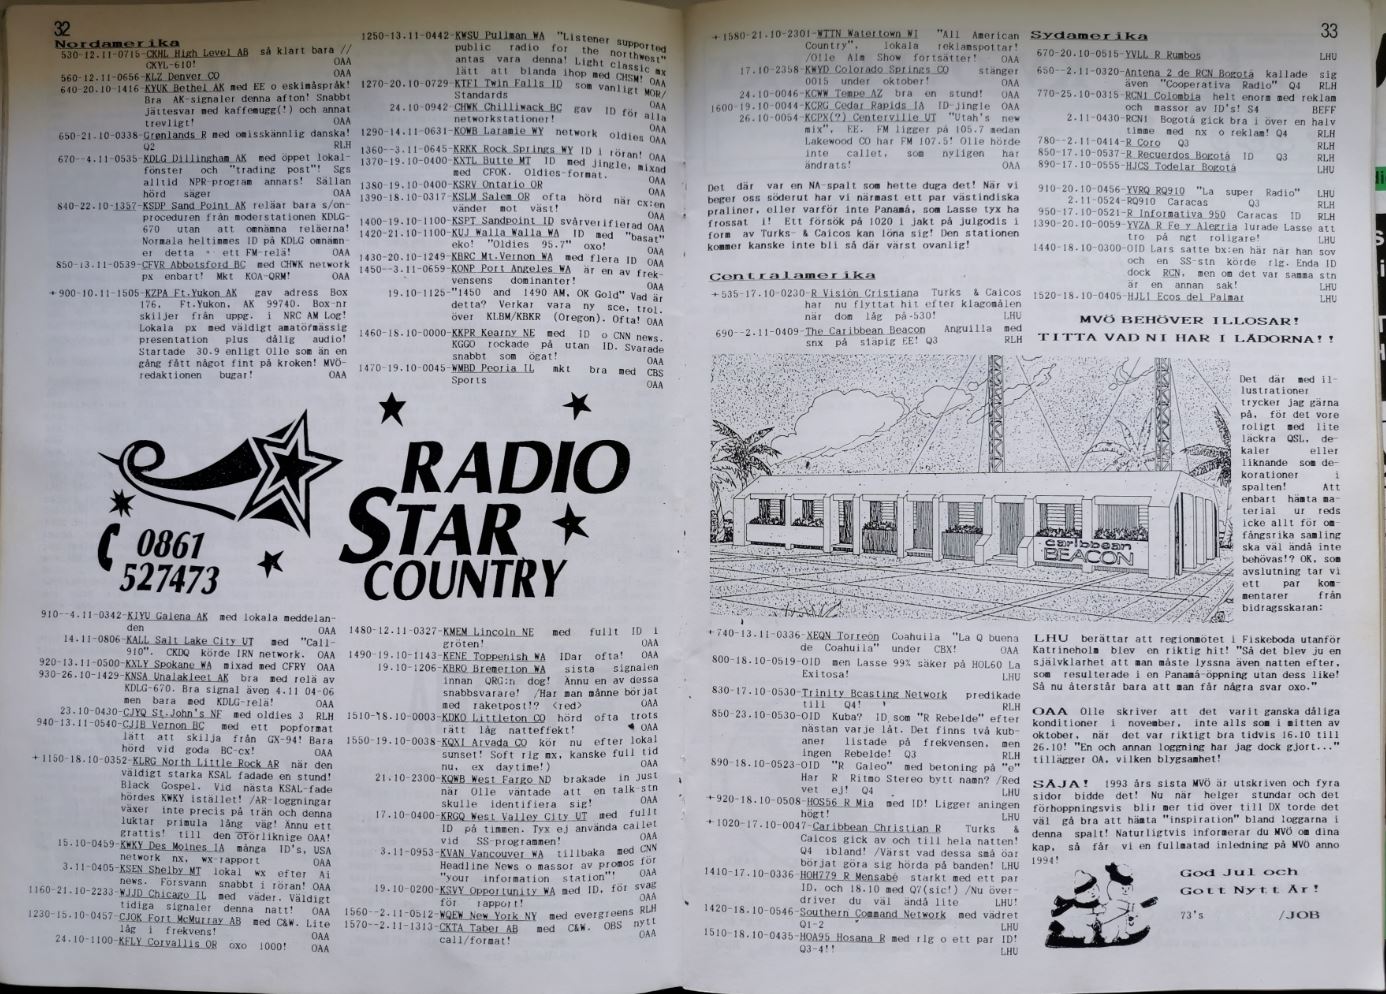 32
Nordamerika
530-12.11-0715-CKHL High Level AB så klart bara //
CKYL-610! OAA
560-12.11-0656-KLZ Denver CO OAA
640-20.10-1416-KYUK Bethel AK med EE o eskimåspråk!
Bra AK-signaler denna afton! Snabbt
jättesvar med kaffemugg(!) och annat
trevligt! OAA
650-21.10-0338-Grønlands R med omisskännlig danska!
Q2 RLH
670--4.11-0535-KDLG Dillingham AK med öppet lokal-
fönster och "trading post"! Sgs
alltid NPR-program annars! Sällan
hörd säger OAA
840-22.10-1357-KSDP Sand Point AK reläar bara s/on-
proceduren från moderstationen KDLG-
670 utan att omnämna reläerna!
Normala heltimmes ID på KDLG omnämn-
er detta - ett FM-relä! OAA
850-13.11-0539-CFVR Abbotsford BC med CHWK network
px enbart! Mkt KOA-QRM! OAA
+900-10.11-1505-KZPA Ft.Yukon AK gav adress Box
176, Ft.Yukon, AK 99740. Box-nr
skiljer från uppg. i NRC AM Log!
Lokala px med väldigt amatörmässig
presentation plus dålig audio!
Startade 30.9 enligt Olle som än en
gång fått något fint på kroken! MVÖ-
redaktionen bugar! OAA
1250-13.11-0442-KWSU Pullman WA "Listener supported
public radio for the northwest"
antas vara denna! Light classic mx
lätt att blanda ihop med CHSM! OAA
1270-20.10-0729-KTFI Twin Falls ID som vanligt MOR/
Standards OAA
24.10-0942-CHWK Chilliwack BC gav ID för alla
networkstationer! OAA
1290-14.11-0631-KOWB Laramie WY network oldies OAA
1360--3.11-0645-KRKK Rock Springs WY ID i röran! OAA
1370-19.10-0400-KXTL Butte MT ID med jingle, mixad
med CFOK. Oldies-format. OAA
1380-19.10-0400-KSRV Ontario OR OAA
1390-18.10-0317-KSLM Salem OR ofta hörd när cx:en
vänder mot väst! OAA
1400-19.10-1100-KSPT Sandpoint ID svårverifierad OAA
1420-21.10-1100-KUJ Walla Walla WA ID med "basat"
eko! "Oldies 95.7" oxo! OAA
1430-20.10-1249-KBRC Mt.Vernon WA med flera ID OAA
1450--3.11-0659-KONP Port Angeles WA är en av frek-
vensens dominanter! OAA
19.10-1125-"1450 and 1490 AM, OK Gold" Vad är
detta? Verkar vara ny sce, trol.
över KLBM/KBKR (Oregon). Ofta! OAA
1460-18.10-0000-KKPR Kearny NE med ID o CNN news.
KGGO rockade på utan ID. Svarade
snabbt som ögat! OAA
1470-19.10-0045-WMBD Peoria IL mkt bra med CBS
Sports OAA
RADIO
STAR
COUNTRY
0861
527473
910--4.11-0342-KIYU Galena AK med lokala meddelan-
den OAA
14.11-0806-KALL Salt Lake City UT med "Call-
910". CKDQ körde IRN network. OAA
920-13.11-0500-KXLY Spokane WA mixad med CFRY OAA
930-26.10-1429-KNSA Unalakleet AK bra med relä av
KDLG-670. Bra signal även 4.11 04-06
men bara med KDLG-relä! OAA
23.10-0430-CJYQ St.John's NF med oldies 3 RLH
940-13.11-0540-CJIB Vernon BC med ett popformat
lätt att skilja från GX-94! Bara
hörd vid goda BC-cx! OAA
+1150-18.10-0352-KLRG North Little Rock AR när den
väldigt starka KSAL fadade en stund!
Black Gospel. Vid nästa KSAL-fade
hördes KWKY istället! /AR-loggningar
växer inte precis på trän och denna
luktar primula lång väg! Ännu ett
grattis! till den oförliknige OAA!
15.10-0459-KWKY Des Moines IA många ID's, USA
network nx, wx-rapport OAA
3.11-0405-KSEN Shelby MT lokal wx efter Ai
news. Försvann snabbt i röran! OAA
1160-21.10-2233-WJJD Chicago IL med väder. Väldigt
tidiga signaler denna natt! OAA
1230-15.10-0457-CJOK Fort McMurray AB med C&W. Lite
låg i frekvens! OAA
24.10-1100-KFLY Corvallis OR oxo 1000! OAA
1480-12.11-0327-KMEM Lincoln NE med fullt ID i
gröten! OAA
1490-19.10-1143-KENE Toppenish WA IDar ofta! OAA
19.10-1206-KBRO Bremerton WA sista signalen
innan QRG:n dog! Annu en av dessa
snabbsvarare! /Har man månne börjat
med raketpost!? <red> OAA
1510-18.10-0003-KDKO Littleton CO hörd ofta trots
rätt låg natteffekt! OAA
1550-19.10-0038-KQXI Arvada CO kör nu efter lokal
sunset! Soft rlg mx, kanske full tid
nu, ex daytime!) OAA
21.10-2300-KQWB West Fargo ND brakade in just
när Olle väntade att en talk-stn
skulle identifiera sig! OAA
17.10-0400-KRGQ West Valley City UT med fullt
ID på timmen. Tyx ej använda callet
vid SS-programmen! OAA
3.11-0953-KVAN Vancouver WA tillbaka med CNN
Headline News o massor av promos för
"your information station"! OAA
19.10-0200-KSVY Opportunity WA med ID, för svag
för rapport! OAA
1560--2.11-0512-WQEW New York NY med evergreens RLH
1570--2.11-1313-CKTA Taber AB med C&W. OBS nytt
call/format! OAA
33
+1580-21.10-2301-WTTN Watertown WI "All American
Country", lokala reklamspottar!
/Olle Alm Show fortsätter! OAA
17.10-2358-KWYD Colorado Springs CO stänger
0015 under oktober! OAA
24.10-0046-KCWW Tempe AZ bra en stund! OAA
1600-19.10-0044-KCRG Cedar Rapids IA ID-jingle OAA
26.10-0054-KCPX(?) Centerville UT "Utah's new
mix", EE. FM ligger på 105.7 medan
Lakewood CO har FM 107.5! Olle hörde
inte callet, som nyligen har
ändrats! OAA
Det där var en NA-spalt som hette duga det! När vi
beger oss söderut har vi närmast ett par västindiska
praliner, eller varför inte Panamá, som Lasse tyx ha
frossat i! Ett försök på 1020 i jakt på julgodis i
form av Turks- & Caicos kan löna sig! Den stationen
kommer kanske inte bli så där värst ovanlig!
Centralamerika
+535-17.10-0230-R Visión Cristiana Turks & Caicos
har nu flyttat hit efter klagomålen
när dom låg på-530! LHU
690--2.11-0409-The Caribbean Beacon Anguilla med
snx på släpig EE! Q3 RLH
caribbean
BEACON
+740-13.11-0336-XEQN Torreón Coahuila "La Q buena
de Coahuila" under CBX! OAA
800-18.10-0519-OID men Lasse 99% säker på HOL60 La
Exitosa! LHU
830-17.10-0530-Trinity Bcasting Network predikade
till Q4! RLH
850-23.10-0530-OID Kuba? ID som "R Rebelde" efter
nästan varje låt. Det finns två kub-
aner listade på frekvensen, men
ingen Rebelde! Q3 RLH
890-18.10-0523-OID "R Galeo" med betoning på "e"
Har R Ritmo Stereo bytt namn? /Red
vet ej! Q4 LHU
+920-18.10-0508-HOS56 R Mia med ID! Ligger aningen
högt! LHU
+1020-17.10-0047-Caribbean Christian R Turks &
Caicos gick av och till hela natten!
Q4 ibland! /Värst vad dessa små öar
börjat göra sig hörda på banden! LHU
1410-17.10-0336-HOH779 R Mensabé starkt med ett par
ID, och 18.10 med Q7(sic!) /Nu över-
driver du väl ändå lite LHU!
1420-18.10-0546-Southern Command Network med vädret
Q1-2 LHU
1510-18.10-0435-HOA95 Hosana R med rlg o ett par ID!
Q3-4!! LHU
Sydamerika
670-20.10-0515-YVLL R Rumbos LHU
650--2.11-0320-Antena 2 de RCN Bogotá kallade sig
även "Cooperativa Radio" Q4 RLH
770-25.10-0315-RCN1 Colombia helt enorm med reklam
och massor av ID's! S4 BEFF
2.11-0430-RCN1 Bogotá gick bra i över en halv
timme med nx o reklam! Q4 RLH
780--2.11-0414-R Coro Q3 RLH
850-17.10-0537-R Recuerdos Bogotá ID Q3 RLH
890-17.10-0555-HJCS Todelar Bogotá LHU
910-20.10-0456-YVRQ RQ910 "La super Radio" LHU
2.11-0524-RQ910 Caracas Q3 RLH
950-17.10-0521-R Informativa 950 Caracas ID RLH
1390-20.10-0059-YVZA R Fe y Alegria lurade Lasse att
tro på ngt roligare! LHU
1440-18.10-0300-OID Lars satte bx:en här när han sov
och en SS-stn körde rlg. Enda ID
dock RCN, men om det var samma stn
är en annan sak! LHU
1520-18.10-0405-HJLI Ecos del Palmar LHU
MVÖ BEHÖVER ILLOSAR!
TITTA VAD NI HAR I LÅDORNA!!
Det där med il-
lustrationer
trycker jag gärna
på, för det vore
roligt med lite
läckra QSL, de-
kaler eller
liknande som de-
korationer i
spalten! Att
enbart hämta ma-
terial ur reds
icke allt för om-
fångsrika samling
ska väl ändå inte
behövas!? OK, som
avslutning tar vi
ett par kom-
mentarer från
bidragsskaran:
LHU berättar att regionmötet i Fiskeboda utanför
Katrineholm blev en riktig hit! "Så det blev ju en
självklarhet att man måste lyssna även natten efter,
som resulterade i en Panamá-öppning utan dess like!
Så nu återstår bara att man får några svar oxo."
OAA Olle skriver att det varit ganska dåliga
konditioner i november, inte alls som i mitten av
oktober, när det var riktigt bra tidvis 16.10 till
26.10! "En och annan loggning har jag dock gjort..."
tillägger OA, vilken blygsamhet!
SÅJA! 1993 års sista MVÖ är utskriven och fyra
sidor bidde det! Nu när helger stundar och det
förhoppningsvis blir mer tid över till DX torde det
väl gå bra att hämta "inspiration" bland loggarna i
denna spalt! Naturligtvis informerar du MVÖ om dina
kap, så får vi en fullmatad inledning på MVÖ anno
1994!
God Jul och
Gott Nytt År!
73's /JOB